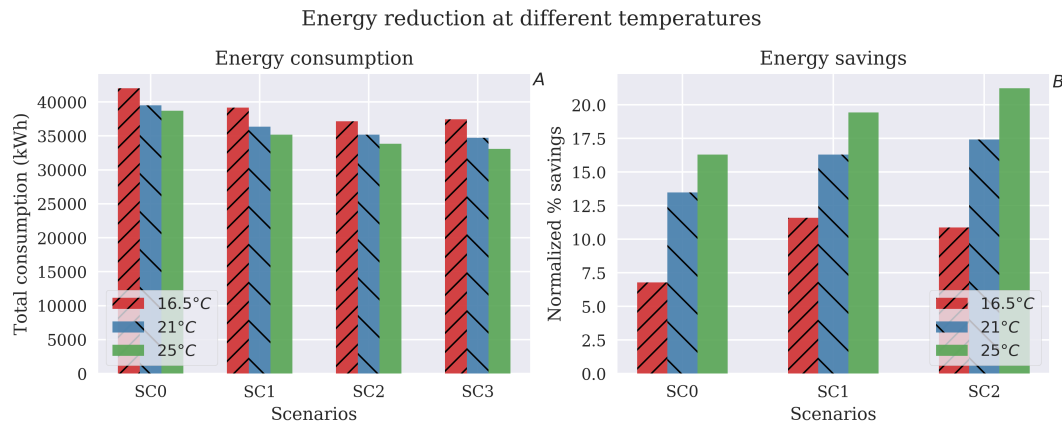 Energy reduction at different temperatures
Energy consumption
A
Total consumption (kWh)
40000
35000
30000
25000
20000
15000
10000
5000
0
16.5°C
21°C
25°C
SC0 SC1 SC2 SC3
Scenarios
Energy savings
B
Normalized % savings
20.0
17.5
15.0
12.5
10.0
7.5
5.0
2.5
0.0
16.5°C
21°C
25°C
SC0 SC1 SC2
Scenarios